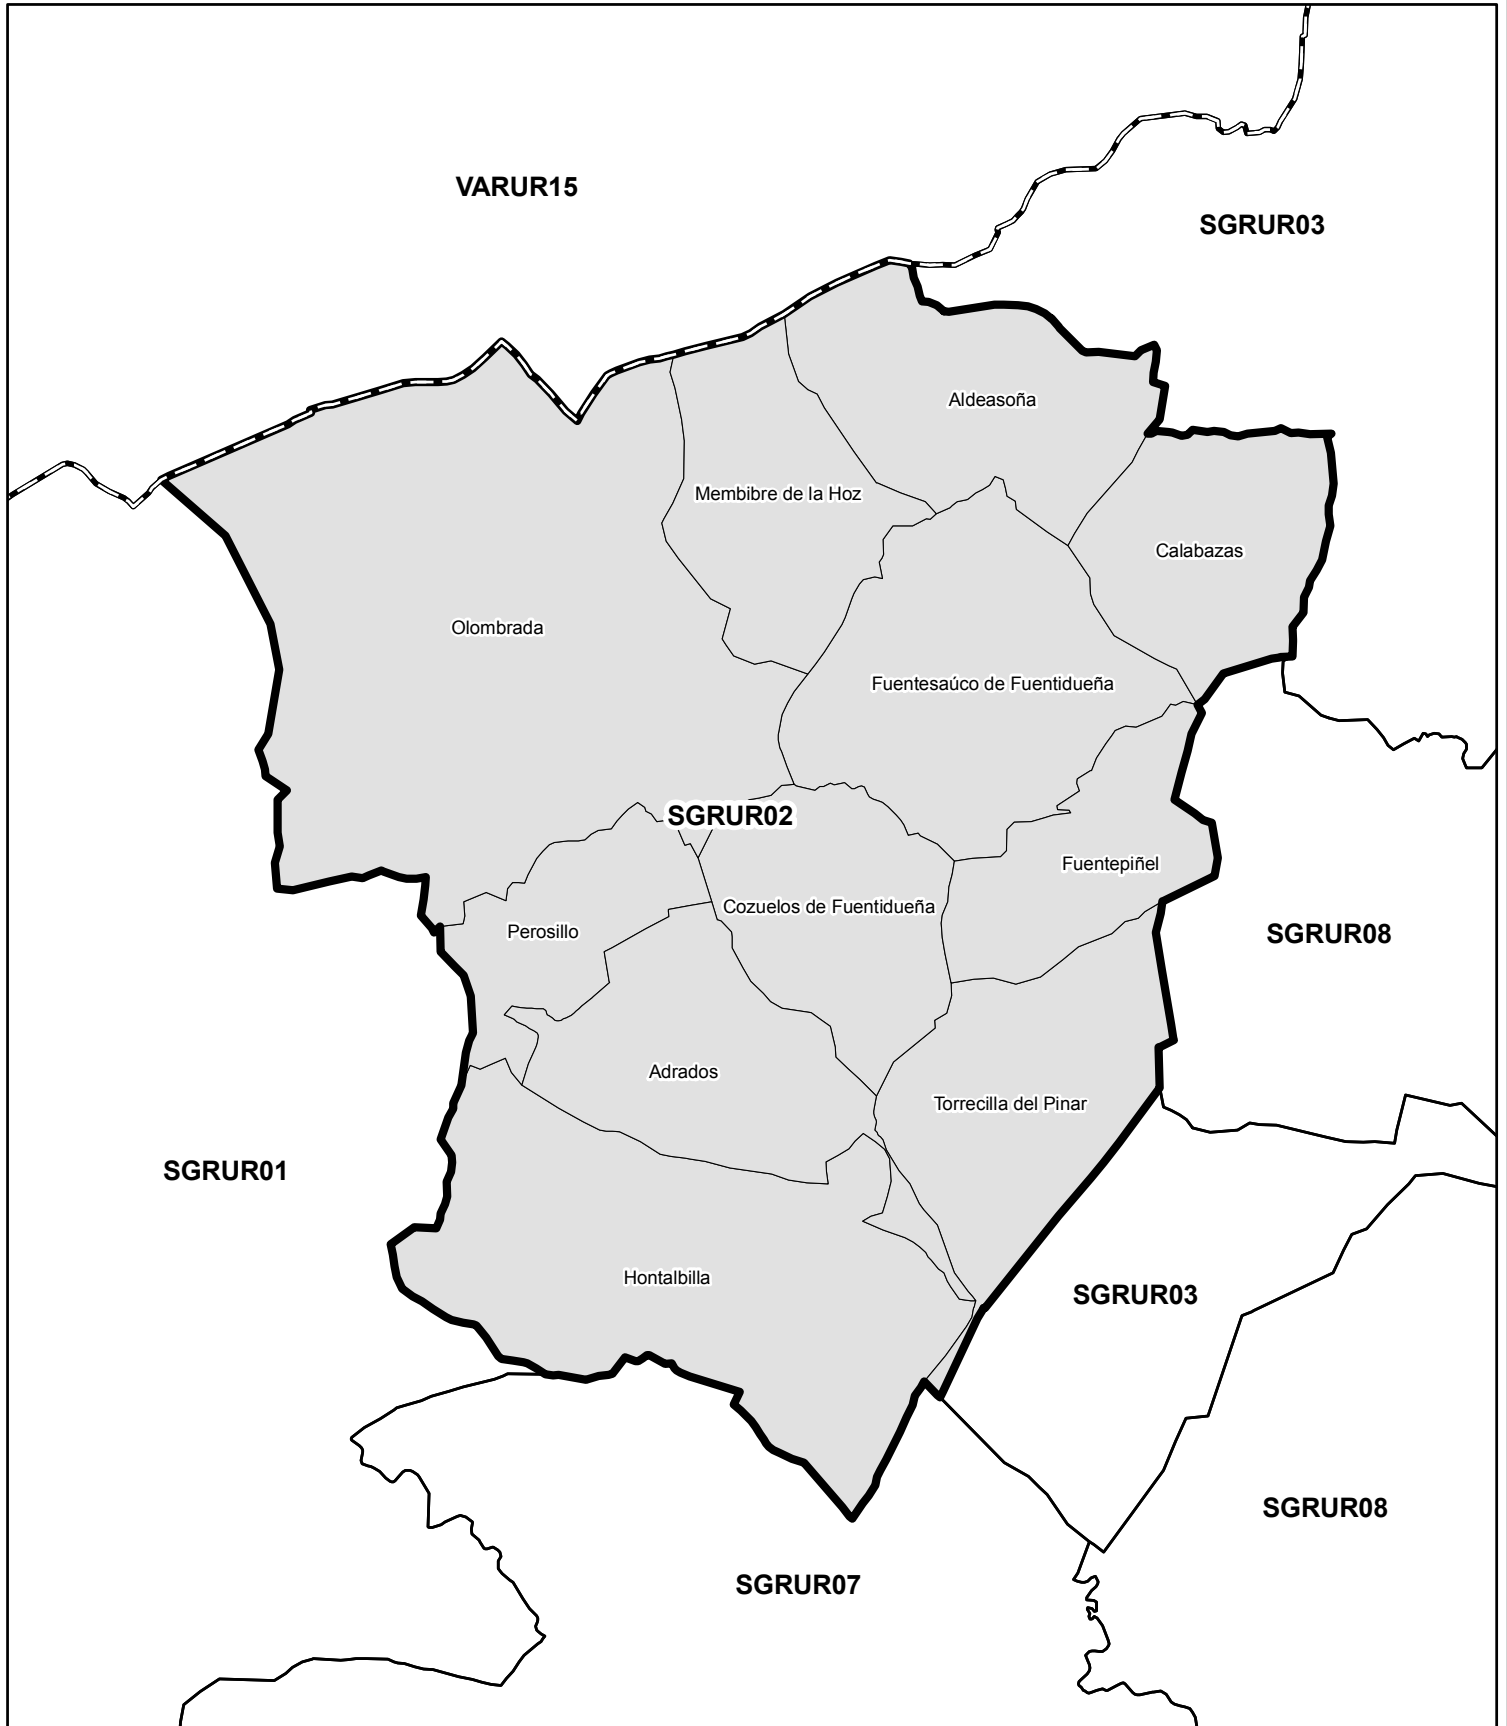 VARUR15
SGRUR03
Aldeasoña
Membibre de la Hoz
Calabazas
Olombrada
Fuentesaúco de Fuentidueña
SGRUR02
Fuentepiñel
Cozuelos de Fuentidueña
Perosillo
SGRUR08
Adrados
Torrecilla del Pinar
SGRUR01
Hontalbilla
SGRUR03
SGRUR08
SGRUR07